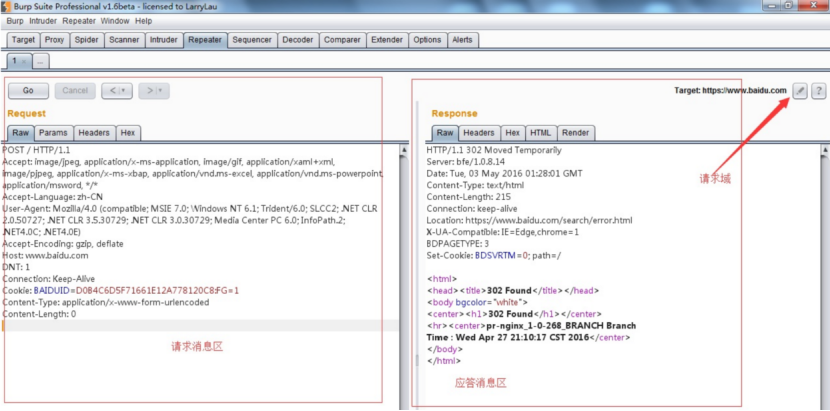 Burp Suite Professional v1.6beta - licensed to LarryLau
Burp Intruder Repeater Window Help
Target Proxy Spider Scanner Intruder Repeater Sequencer Decoder Comparer Extender Options Alerts
1 × ...
Go Cancel < >
Target: https://www.baidu.com ?
Request
Raw Params Headers Hex
POST / HTTP/1.1
Accept: image/jpeg, application/x-ms-application, image/gif, application/xaml+xml,
image/pjpeg, application/x-ms-xbap, application/vnd.ms-excel, application/vnd.ms-powerpoint,
application/msword, */*
Accept-Language: zh-CN
User-Agent: Mozilla/4.0 (compatible; MSIE 7.0; Windows NT 6.1; Trident/6.0; SLCC2; .NET CLR
2.0.50727; .NET CLR 3.5.30729; .NET CLR 3.0.30729; Media Center PC 6.0; InfoPath.2;
.NET4.0C; .NET4.0E)
Accept-Encoding: gzip, deflate
Host: www.baidu.com
DNT: 1
Connection: Keep-Alive
Cookie: BAIDUID=D0B4C6D5F71661E12A778120C8:FG=1
Content-Type: application/x-www-form-urlencoded
Content-Length: 0
请求消息区
Response
Raw Headers Hex HTML Render
HTTP/1.1 302 Moved Temporarily
Server: bfe/1.0.8.14
Date: Tue, 03 May 2016 01:28:01 GMT
Content-Type: text/html
Content-Length: 215
Connection: keep-alive
Location: https://www.baidu.com/search/error.html
X-UA-Compatible: IE=Edge,chrome=1
BDPAGETYPE: 3
Set-Cookie: BDSVRTM=0; path=/
<html>
<head><title>302 Found</title></head>
<body bgcolor="white">
<center><h1>302 Found</h1></center>
<hr><center>pr-nginx_1-0-268_BRANCH Branch
Time : Wed Apr 27 21:10:17 CST 2016</center>
</body>
</html>
应答消息区
请求域